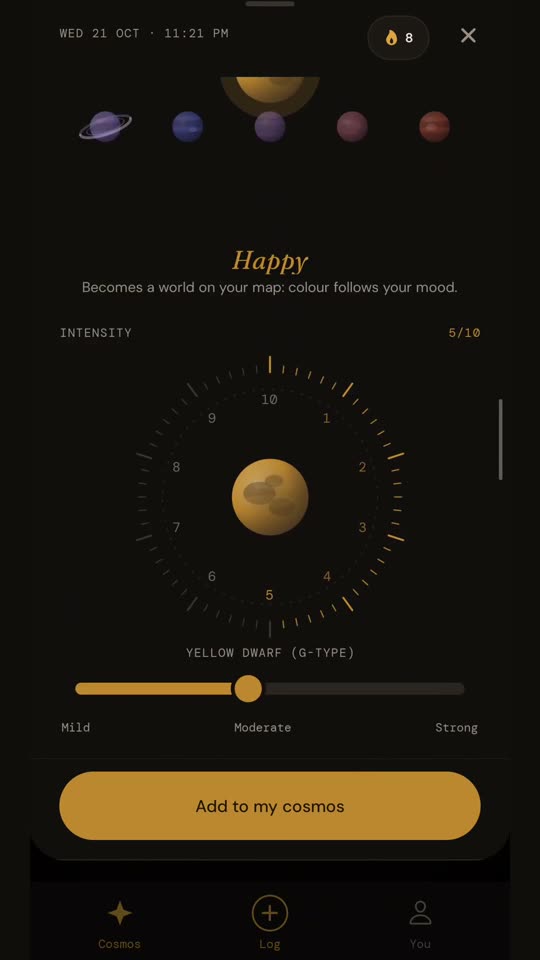 WED 21 OCT · 11:21 PM
8
Happy
Becomes a world on your map: colour follows your mood.
INTENSITY 5/10
10
9 1
8 2
7 3
6 4
5
YELLOW DWARF (G-TYPE)
Mild Moderate Strong
Add to my cosmos
Cosmos Log You